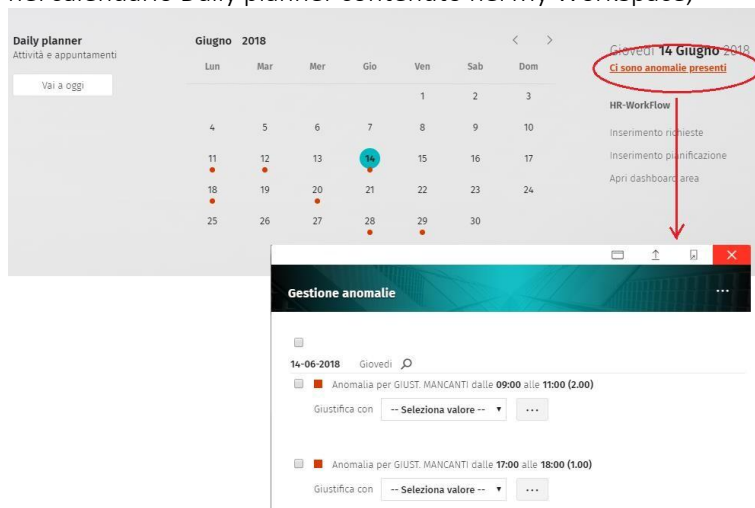 nel calendario Daily planner contenuto nel My Workspace,
Daily planner
Attività e appuntamenti
Vai a oggi
Giugno 2018
Lun Mar Mer Gio Ven Sab Dom
1 2 3
4 5 6 7 8 9 10
11 12 13 14 15 16 17
18 19 20 21 22 23 24
25 26 27 28 29 30
Giovedì 14 Giugno 2018
Ci sono anomalie presenti
HR-WorkFlow
Inserimento richieste
Inserimento pianificazione
Apri dashboard area
Gestione anomalie
...
14-06-2018 Giovedì
Anomalia per GIUST. MANCANTI dalle 09:00 alle 11:00 (2.00)
Giustifica con -- Seleziona valore -- ...
Anomalia per GIUST. MANCANTI dalle 17:00 alle 18:00 (1.00)
Giustifica con -- Seleziona valore -- ...